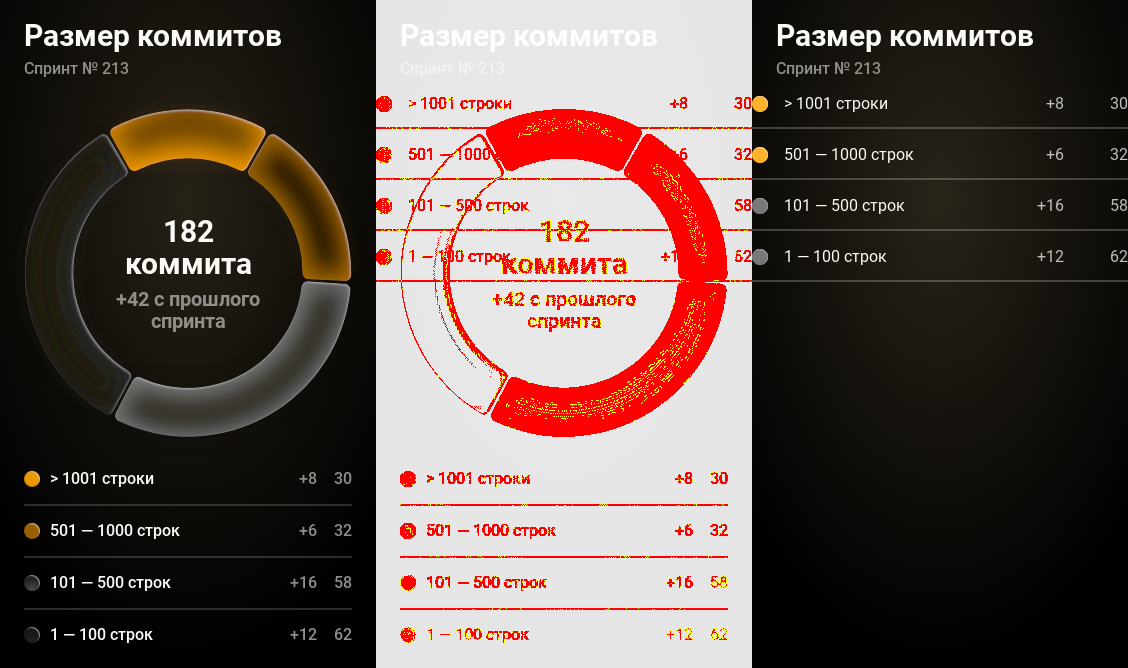 Размер коммитов
Спринт № 213
182
коммита
+42 с прошлого
спринта
> 1001 строки +8 30
501 — 1000 строк +6 32
101 — 500 строк +16 58
1 — 100 строк +12 62
Размер коммитов
Спринт № 213
> 1001 строки +8 30
501 — 1000 6 32
101 — 500 строк 58
1 — 100 строк +1 62
182
коммита
+42 с прошлого
спринта
> 1001 строки +8 30
501 — 1000 строк +6 32
101 — 500 строк +16 58
1 — 100 строк +12 62
Размер коммитов
Спринт № 213
> 1001 строки +8 30
501 — 1000 строк +6 32
101 — 500 строк +16 58
1 — 100 строк +12 62